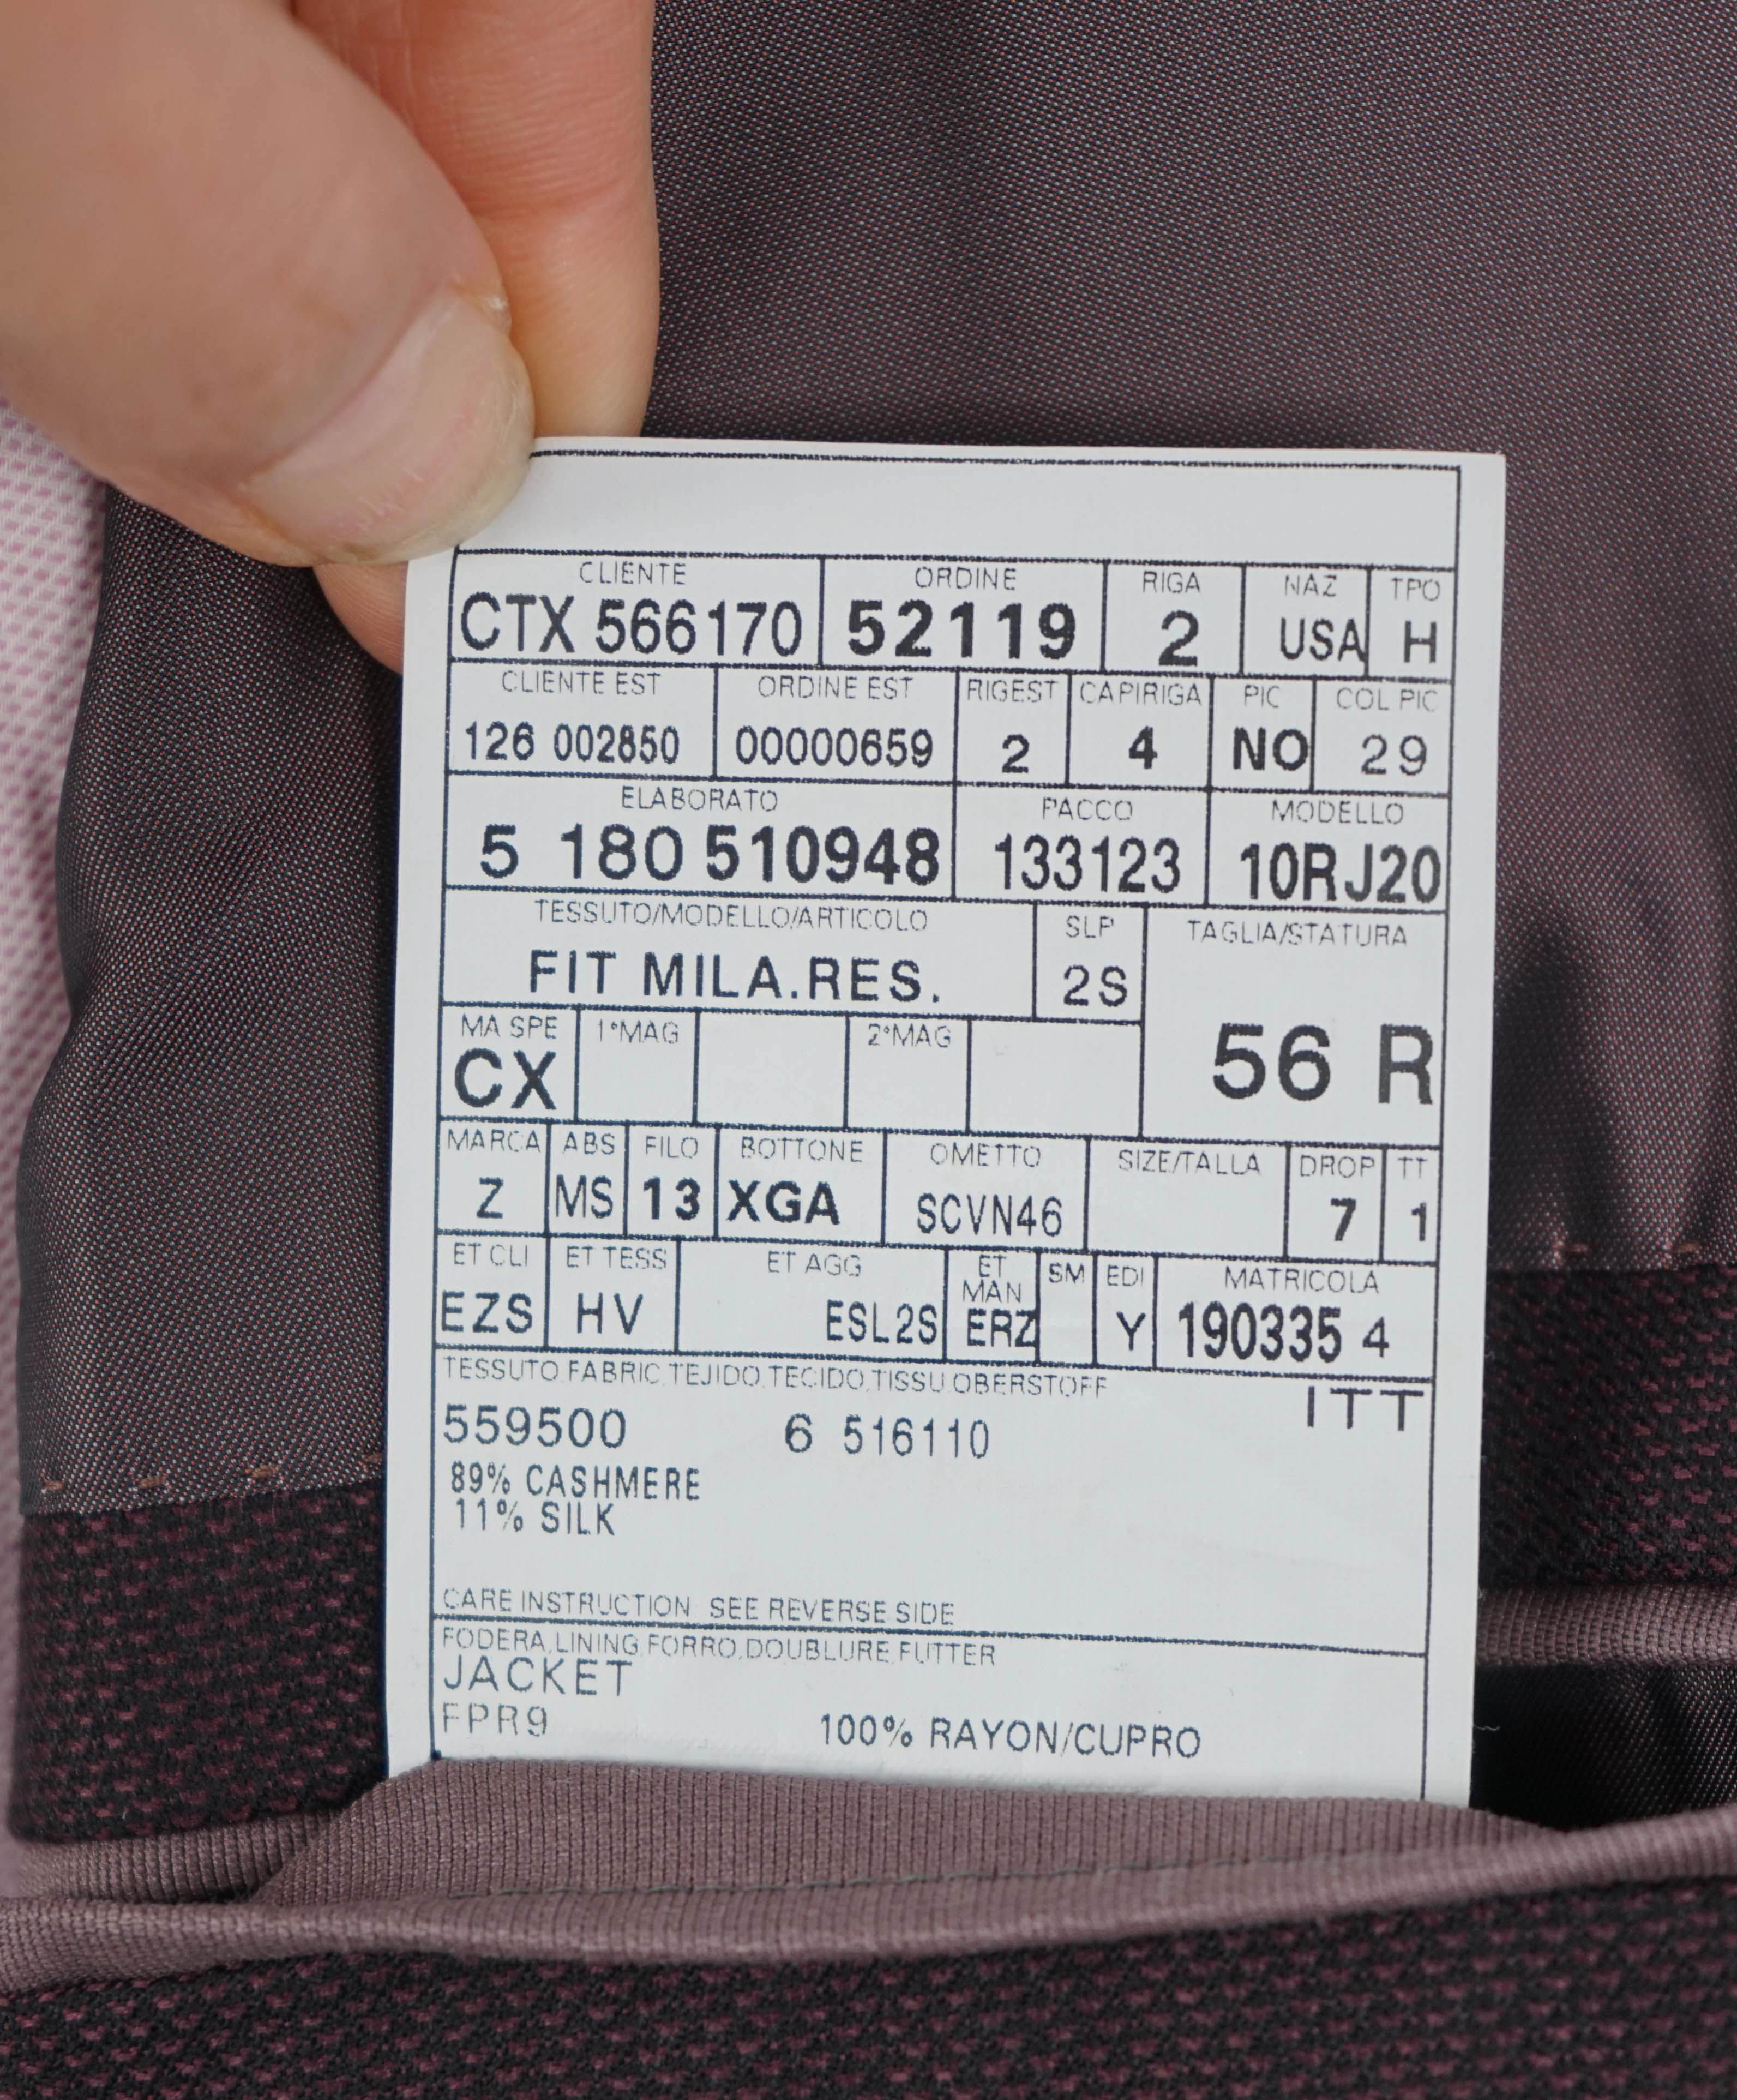 CLIENTE ORDINE RIGA NAZ TPO
CTX 566170 52119 2 USA H
CLIENTE EST ORDINE EST RIGEST CAPIRIGA PIC COL PIC
126 002850 00000659 2 4 NO 29
ELABORATO PACCO MODELLO
5 180 510948 133123 10RJ20
TESSUTO/MODELLO/ARTICOLO SLP TAGLIA/STATURA
FIT MILA.RES. 2S 56 R
MA SPE 1°MAG 2°MAG
CX
MARCA ABS FILO BOTTONE OMETTO SIZE/TALLA DROP TT
Z MS 13 XGA SCVN46 7 1
ET CLI ET TESS ET AGG ET MAN SM EDI MATRICOLA
EZS HV ESL2S ERZ Y 190335 4
TESSUTO,FABRIC,TEJIDO,TECIDO,TISSU,OBERSTOFF ITT
559500 6 516110
89% CASHMERE
11% SILK
CARE INSTRUCTION SEE REVERSE SIDE
FODERA,LINING,FORRO,DOUBLURE,FUTTER
JACKET
FPR9 100% RAYON/CUPRO